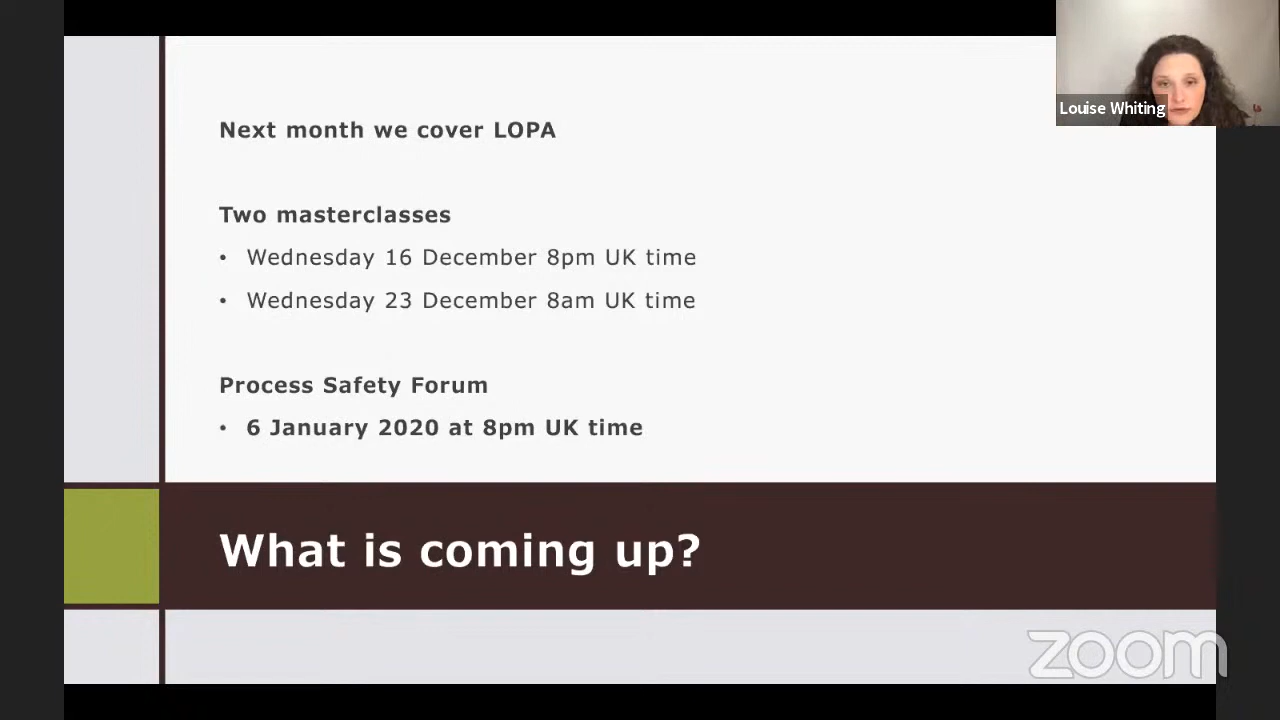 Louise Whiting
Next month we cover LOPA
Two masterclasses
• Wednesday 16 December 8pm UK time
• Wednesday 23 December 8am UK time
Process Safety Forum
• 6 January 2020 at 8pm UK time
What is coming up?
zoom